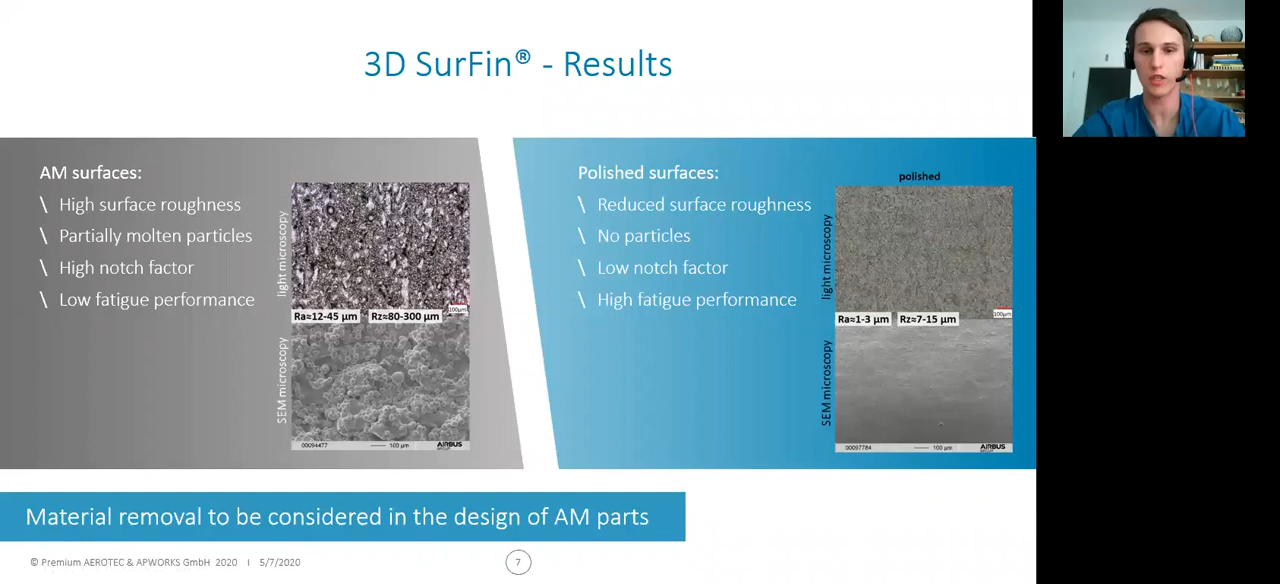 3D SurFin® - Results
AM surfaces:
\ High surface roughness
\ Partially molten particles
\ High notch factor
\ Low fatigue performance
light microscopy
100µm
Ra≈12-45 µm Rz≈80-300 µm
SEM microscopy
00094477 100 µm AIRBUS
GROUP
Polished surfaces:
\ Reduced surface roughness
\ No particles
\ Low notch factor
\ High fatigue performance
polished
light microscopy
100µm
Ra≈1-3 µm Rz≈7-15 µm
SEM microscopy
00097784 100 µm AIRBUS
GROUP
Material removal to be considered in the design of AM parts
© Premium AEROTEC & APWORKS GmbH 2020 I 5/7/2020
7